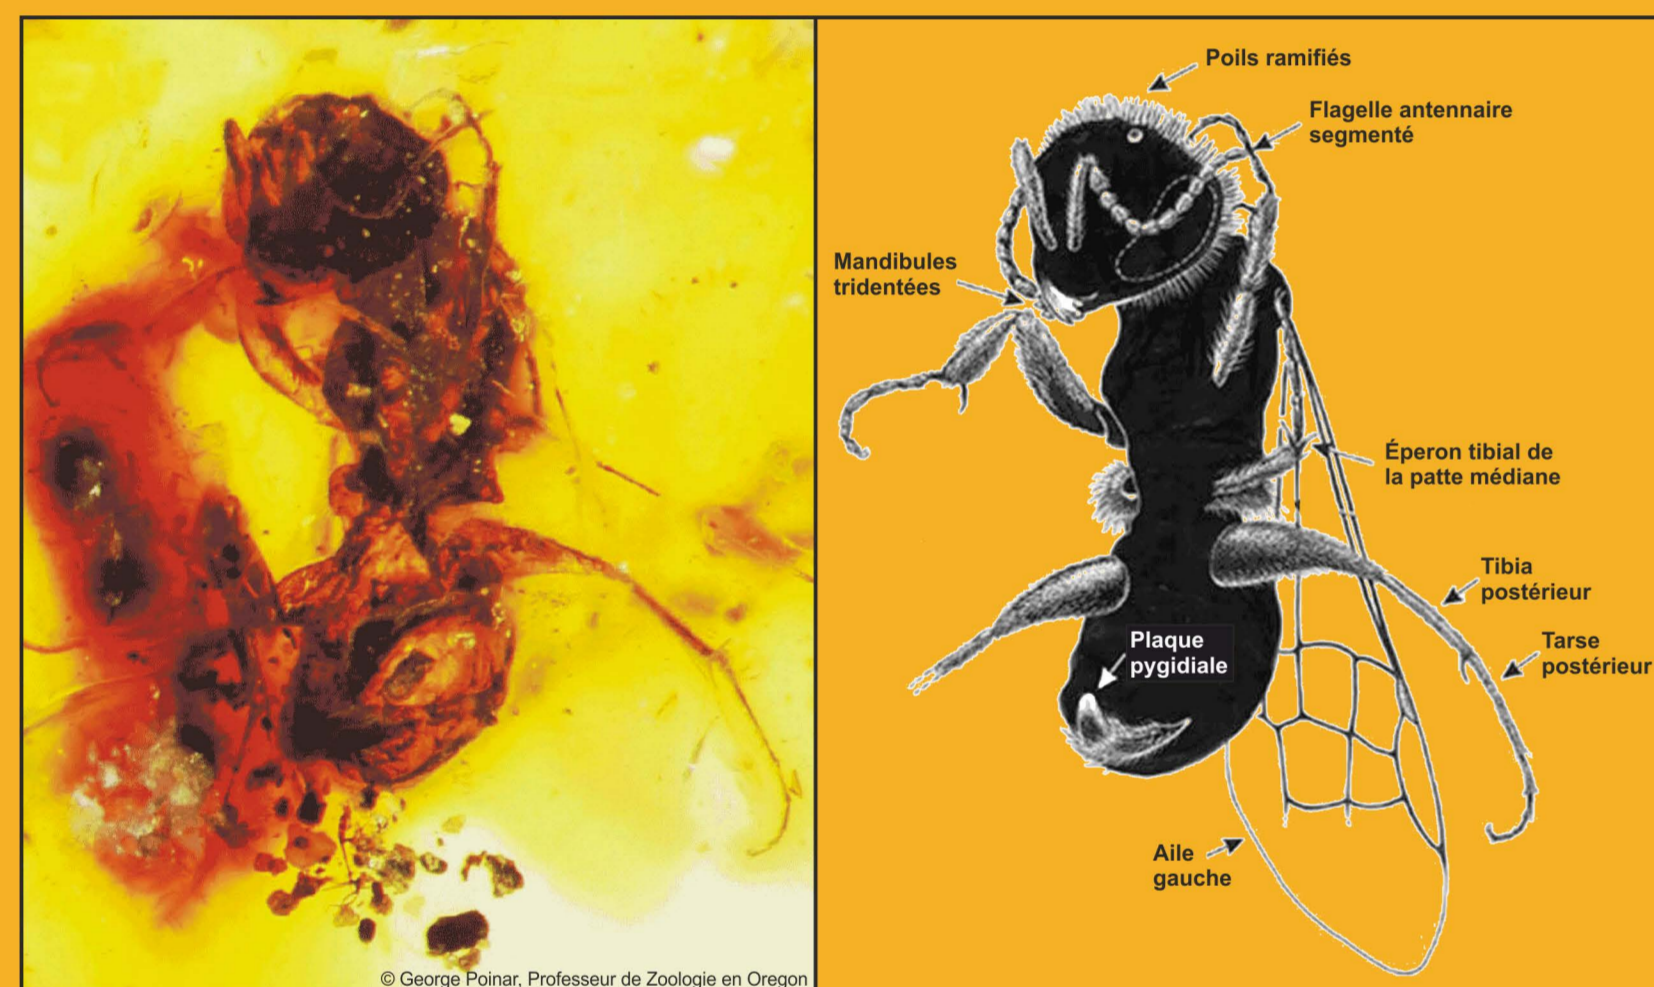 Poils ramifiés
Flagelle antennaire
segmenté
Mandibules
tridentées
Éperon tibial de
la patte médiane
Tibia
postérieur
Tarse
postérieur
Plaque
pygidiale
Aile
gauche
© George Poinar, Professeur de Zoologie en Oregon